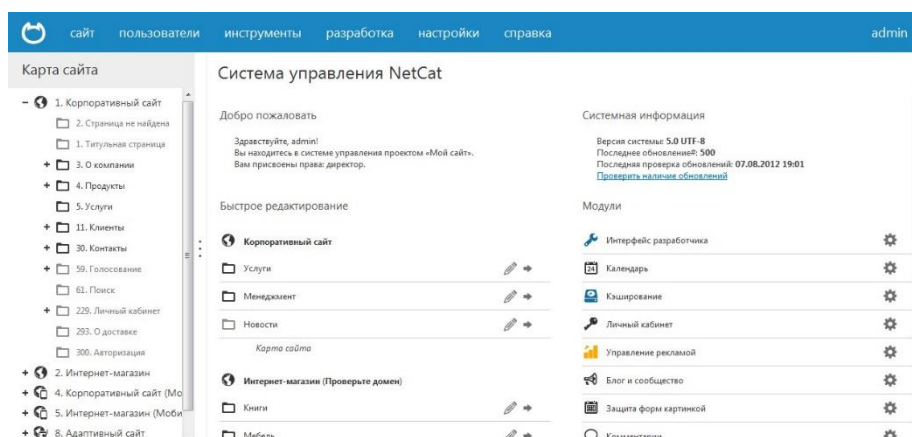 сайт пользователи инструменты разработка настройки справка admin
Карта сайта
1. Корпоративный сайт
2. Страница не найдена
1. Титульная страница
3. О компании
4. Продукты
5. Услуги
11. Клиенты
30. Контакты
59. Голосование
61. Поиск
229. Личный кабинет
293. О доставке
300. Авторизация
2. Интернет-магазин
4. Корпоративный сайт (Мо
5. Интернет-магазин (Моби
8. Адаптивный сайт
Система управления NetCat
Добро пожаловать
Здравствуйте, admin!
Вы находитесь в системе управления проектом «Мой сайт».
Вам присвоены права: директор.
Быстрое редактирование
Корпоративный сайт
Услуги
Менеджмент
Новости
Карта сайта
Интернет-магазин (Проверьте домен)
Книги
Мебель
Системная информация
Версия системы: 5.0 UTF-8
Последнее обновление#: 500
Последняя проверка обновлений: 07.08.2012 19:01
Проверить наличие обновлений
Модули
Интерфейс разработчика
24 Календарь
Кэширование
Личный кабинет
Управление рекламой
Блог и сообщество
Защита форм картинкой
Комментарии